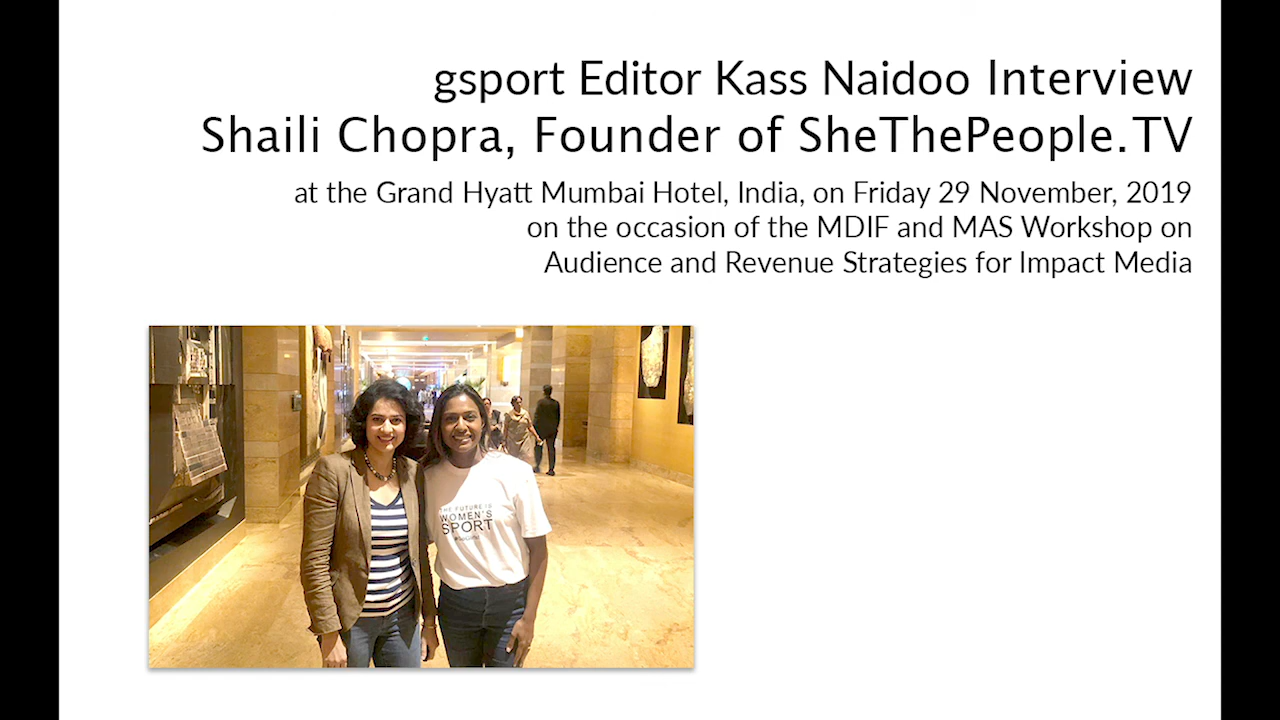 gsport Editor Kass Naidoo Interview
Shaili Chopra, Founder of SheThePeople.TV
at the Grand Hyatt Mumbai Hotel, India, on Friday 29 November, 2019
on the occasion of the MDIF and MAS Workshop on
Audience and Revenue Strategies for Impact Media
THE FUTURE IS
WOMEN'S
SPORT